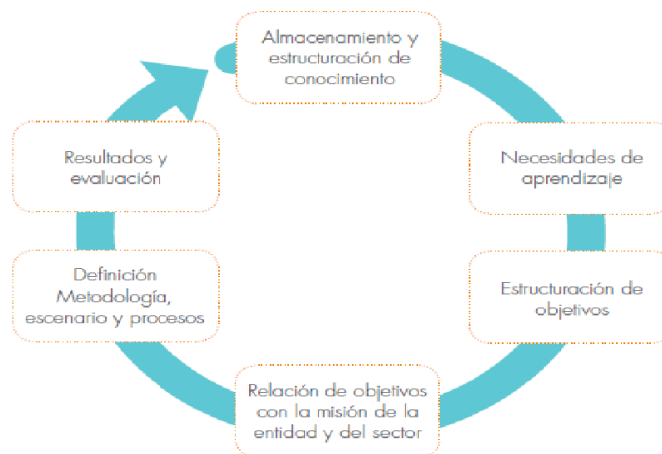 Almacenamiento y
estructuración de
conocimiento
Necesidades de
aprendizaje
Estructuración de
objetivos
Relación de objetivos
con la misión de la
entidad y del sector
Definición
Metodología,
escenario y procesos
Resultados y
evaluación